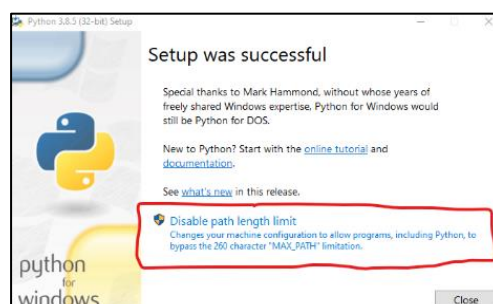 Python 3.8.5 (32-bit) Setup
Setup was successful
Special thanks to Mark Hammond, without whose years of
freely shared Windows expertise, Python for Windows would
still be Python for DOS.
New to Python? Start with the online tutorial and
documentation.
See what's new in this release.
Disable path length limit
Changes your machine configuration to allow programs, including Python, to
bypass the 260 character "MAX_PATH" limitation.
python
for
windows
Close